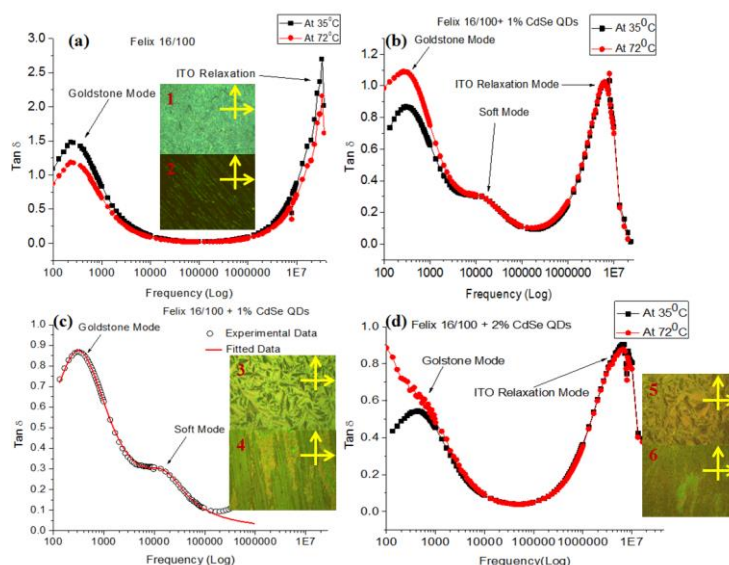 (a)
Felix 16/100
At 35⁰C
At 72⁰C
Goldstone Mode
ITO Relaxation
1
2
Tan δ
3.0
2.5
2.0
1.5
1.0
0.5
0.0
100 1000 10000 100000 1000000 1E7
Frequency (Log)
(b)
Felix 16/100+ 1% CdSe QDs
At 35⁰C
At 72⁰C
Goldstone Mode
ITO Relaxation Mode
Soft Mode
Tan δ
1.2
1.0
0.8
0.6
0.4
0.2
0.0
100 1000 10000 100000 1000000 1E7
Frequency (Log)
(c)
Felix 16/100 + 1% CdSe QDs
Goldstone Mode
Experimental Data
Fitted Data
Soft Mode
3
4
Tan δ
1.0
0.9
0.8
0.7
0.6
0.5
0.4
0.3
0.2
0.1
0.0
100 1000 10000 100000 1000000 1E7
Frequency (Log)
(d)
Felix 16/100 + 2% CdSe QDs
At 35⁰C
At 72⁰C
Golstone Mode
ITO Relaxation Mode
5
6
Tan δ
1.0
0.8
0.6
0.4
0.2
0.0
100 1000 10000 100000 1000000 1E7
Frequency(Log)